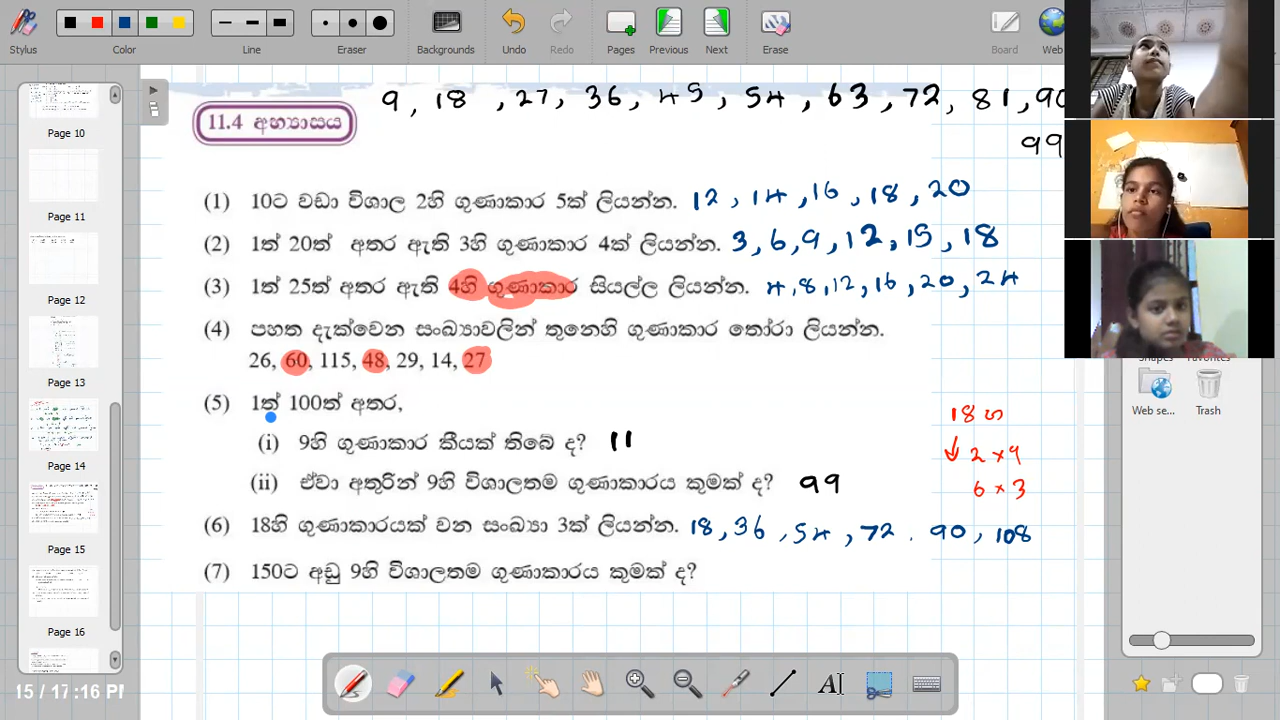 Stylus Color Line Eraser Backgrounds Undo Redo Pages Previous Next Erase Board Web
9, 18, 27, 36, 45, 54, 63, 72, 81, 90
99
11.4 අභ්‍යාසය
(1) 10ට වඩා විශාල 2හි ගුණාකාර 5ක් ලියන්න. 12, 14, 16, 18, 20
(2) 1ත් 20ත් අතර ඇති 3හි ගුණාකාර 4ක් ලියන්න. 3, 6, 9, 12, 15, 18
(3) 1ත් 25ත් අතර ඇති 4හි ගුණාකාර සියල්ල ලියන්න. 4, 8, 12, 16, 20, 24
(4) පහත දැක්වෙන සංඛ්‍යාවලින් තුනෙහි ගුණාකාර තෝරා ලියන්න.
26, 60, 115, 48, 29, 14, 27
(5) 1ත් 100ත් අතර,
(i) 9හි ගුණාකාර කීයක් තිබේ ද? 11
(ii) ඒවා අතුරින් 9හි විශාලතම ගුණාකාරය කුමක් ද? 99
(6) 18හි ගුණාකාරයක් වන සංඛ්‍යා 3ක් ලියන්න. 18, 36, 54, 72, 90, 108
(7) 150ට අඩු 9හි විශාලතම ගුණාකාරය කුමක් ද?
18 හ
2 × 9
6 × 3
Page 10
Page 11
Page 12
Page 13
Page 14
Page 15
Page 16
Web se... Trash